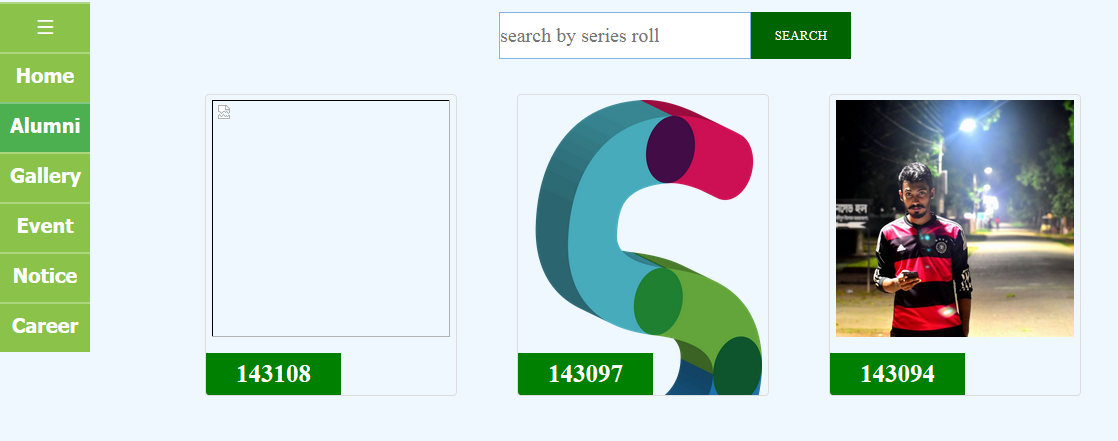 ☰
Home
Alumni
Gallery
Event
Notice
Career
search by series roll
SEARCH
143108
143097
143094